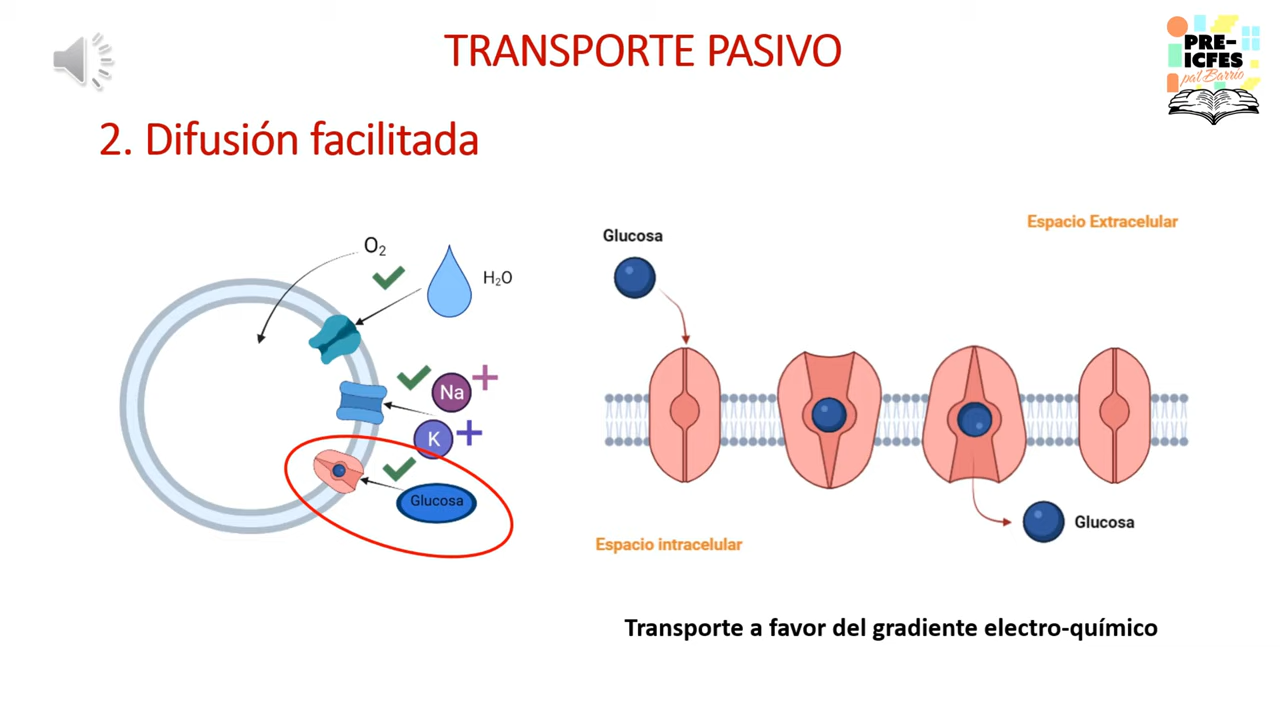 TRANSPORTE PASIVO
PRE-
ICFES
pa'l Barrio
2. Difusión facilitada
O₂
H₂O
Na
+
K
+
Glucosa
Glucosa
Espacio Extracelular
Glucosa
Espacio intracelular
Transporte a favor del gradiente electro-químico